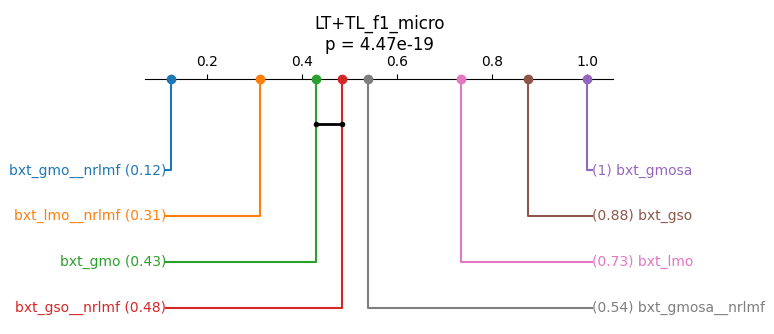 LT+TL_f1_micro
p = 4.47e-19
0.2 0.4 0.6 0.8 1.0
bxt_gmo__nrlmf (0.12) (1) bxt_gmosa
bxt_lmo__nrlmf (0.31) (0.88) bxt_gso
bxt_gmo (0.43) (0.73) bxt_lmo
bxt_gso__nrlmf (0.48) (0.54) bxt_gmosa__nrlmf